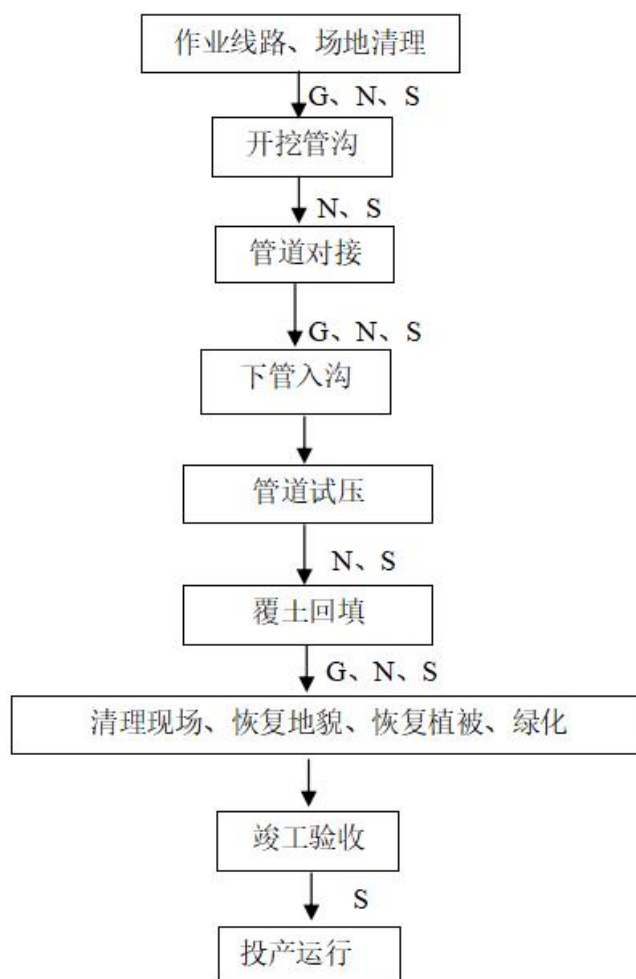 作业线路、场地清理
G、N、S
开挖管沟
N、S
管道对接
G、N、S
下管入沟
管道试压
N、S
覆土回填
G、N、S
清理现场、恢复地貌、恢复植被、绿化
竣工验收
S
投产运行